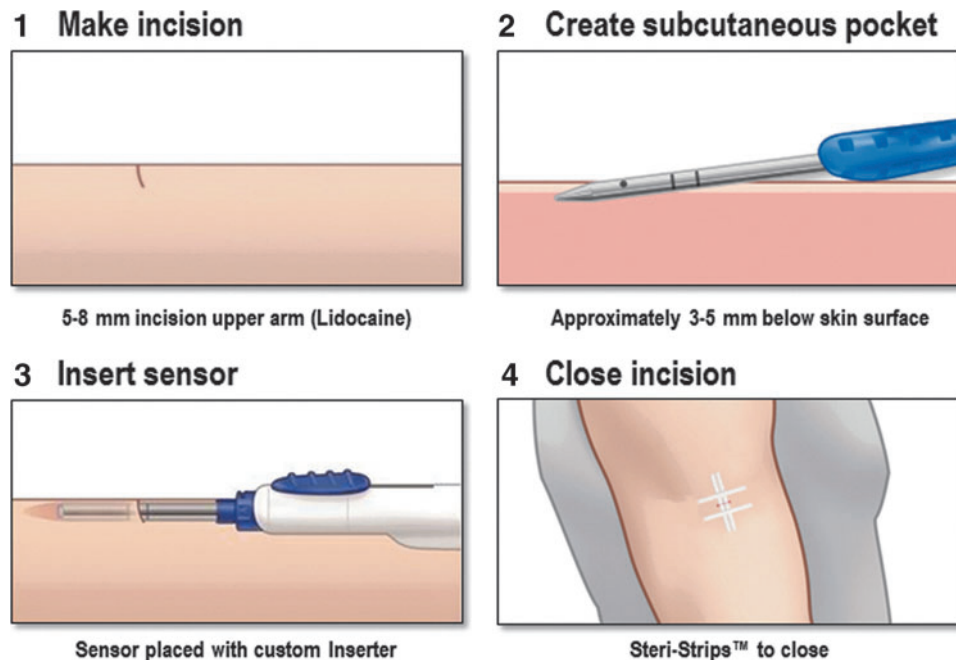 1 Make incision
5-8 mm incision upper arm (Lidocaine)
2 Create subcutaneous pocket
Approximately 3-5 mm below skin surface
3 Insert sensor
Sensor placed with custom Inserter
4 Close incision
Steri-Strips™ to close